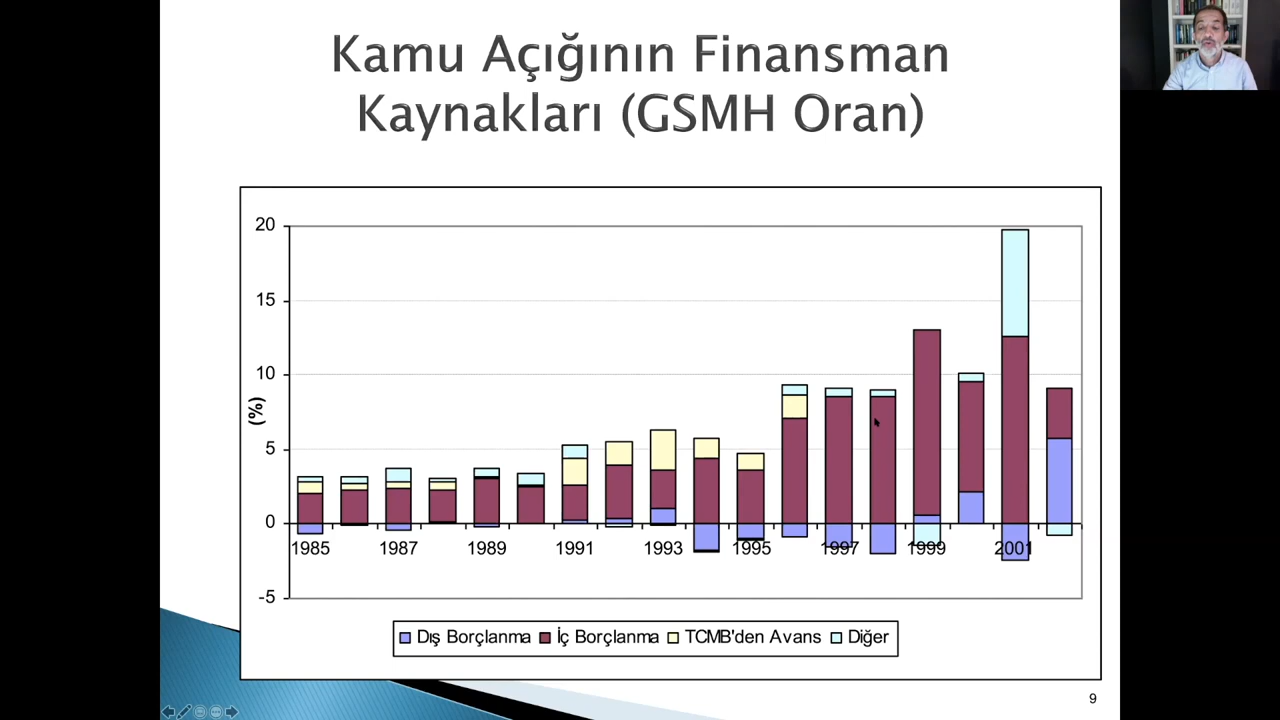 Kamu Açığının Finansman
Kaynakları (GSMH Oran)
20
15
10
5
0
-5
(%)
1985 1987 1989 1991 1993 1995 1997 1999 2001
Dış Borçlanma İç Borçlanma TCMB'den Avans Diğer
9